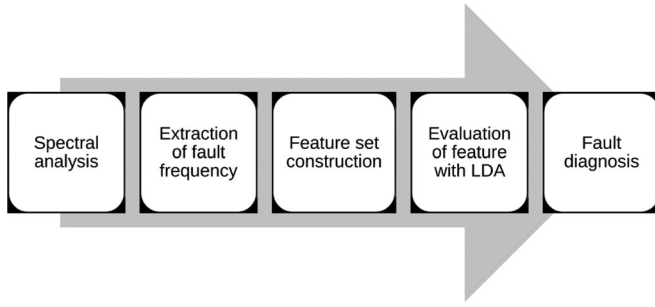 Spectral
analysis
Extraction
of fault
frequency
Feature set
construction
Evaluation
of feature
with LDA
Fault
diagnosis